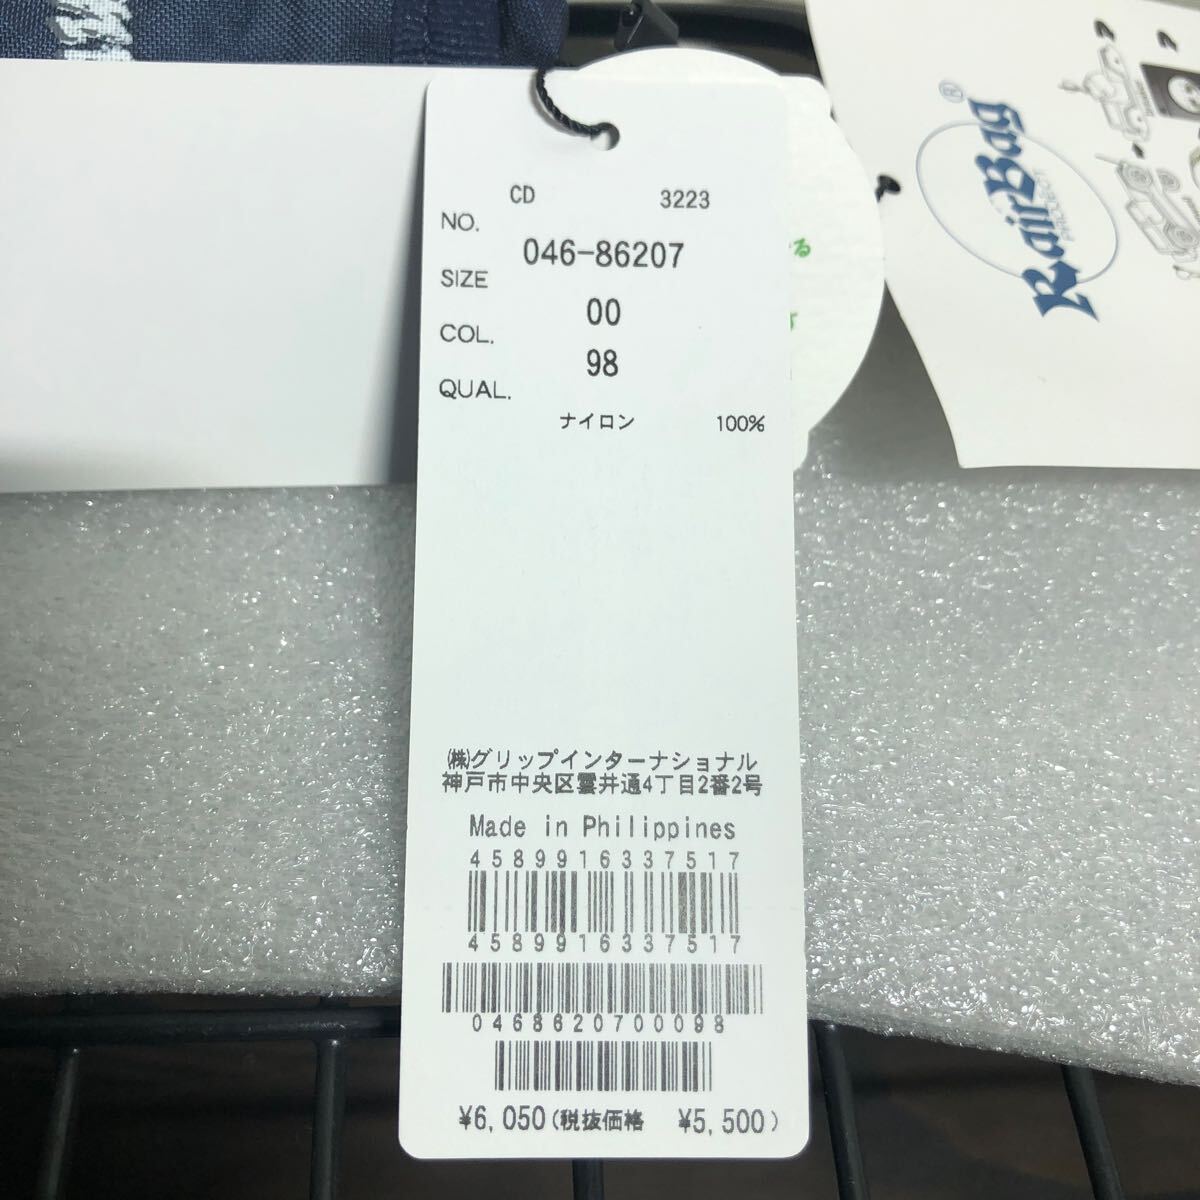 CD 3223
NO. 046-86207
SIZE 00
COL. 98
QUAL.
ナイロン 100%
(株)グリップインターナショナル
神戸市中央区雲井通4丁目2番2号
Made in Philippines
4589916337517
4589916337517
0468620700098
¥6,050(税抜価格 ¥5,500)
RairBag®
PROJECT
る
す